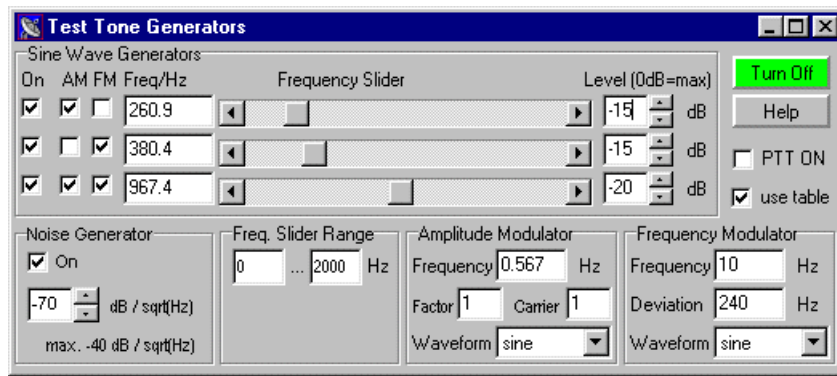 Test Tone Generators
Sine Wave Generators
On AM FM Freq/Hz Frequency Slider Level (0dB=max)
260.9 -15 dB
380.4 -15 dB
967.4 -20 dB
Turn Off
Help
PTT ON
use table
Noise Generator
On
-70 dB / sqrt(Hz)
max. -40 dB / sqrt(Hz)
Freq. Slider Range
0 ... 2000 Hz
Amplitude Modulator
Frequency 0.567 Hz
Factor 1 Carrier 1
Waveform sine
Frequency Modulator
Frequency 10 Hz
Deviation 240 Hz
Waveform sine